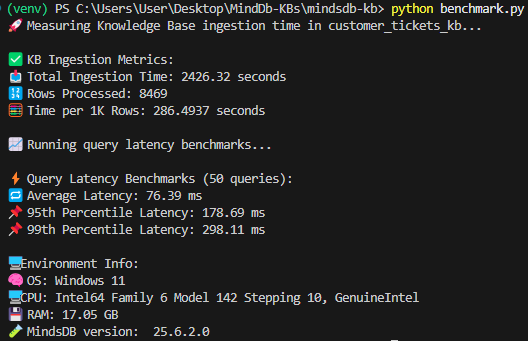 (venv) PS C:\Users\User\Desktop\MindDb-KBs\mindsdb-kb> python benchmark.py
🚀 Measuring Knowledge Base ingestion time in customer_tickets_kb...
✅ KB Ingestion Metrics:
📥 Total Ingestion Time: 2426.32 seconds
🔢 Rows Processed: 8469
🧮 Time per 1K Rows: 286.4937 seconds
📈 Running query latency benchmarks...
⚡ Query Latency Benchmarks (50 queries):
🔁 Average Latency: 76.39 ms
📌 95th Percentile Latency: 178.69 ms
📌 99th Percentile Latency: 298.11 ms
💻Environment Info:
🧠 OS: Windows 11
💻CPU: Intel64 Family 6 Model 142 Stepping 10, GenuineIntel
💾 RAM: 17.05 GB
🧪 MindsDB version:  25.6.2.0